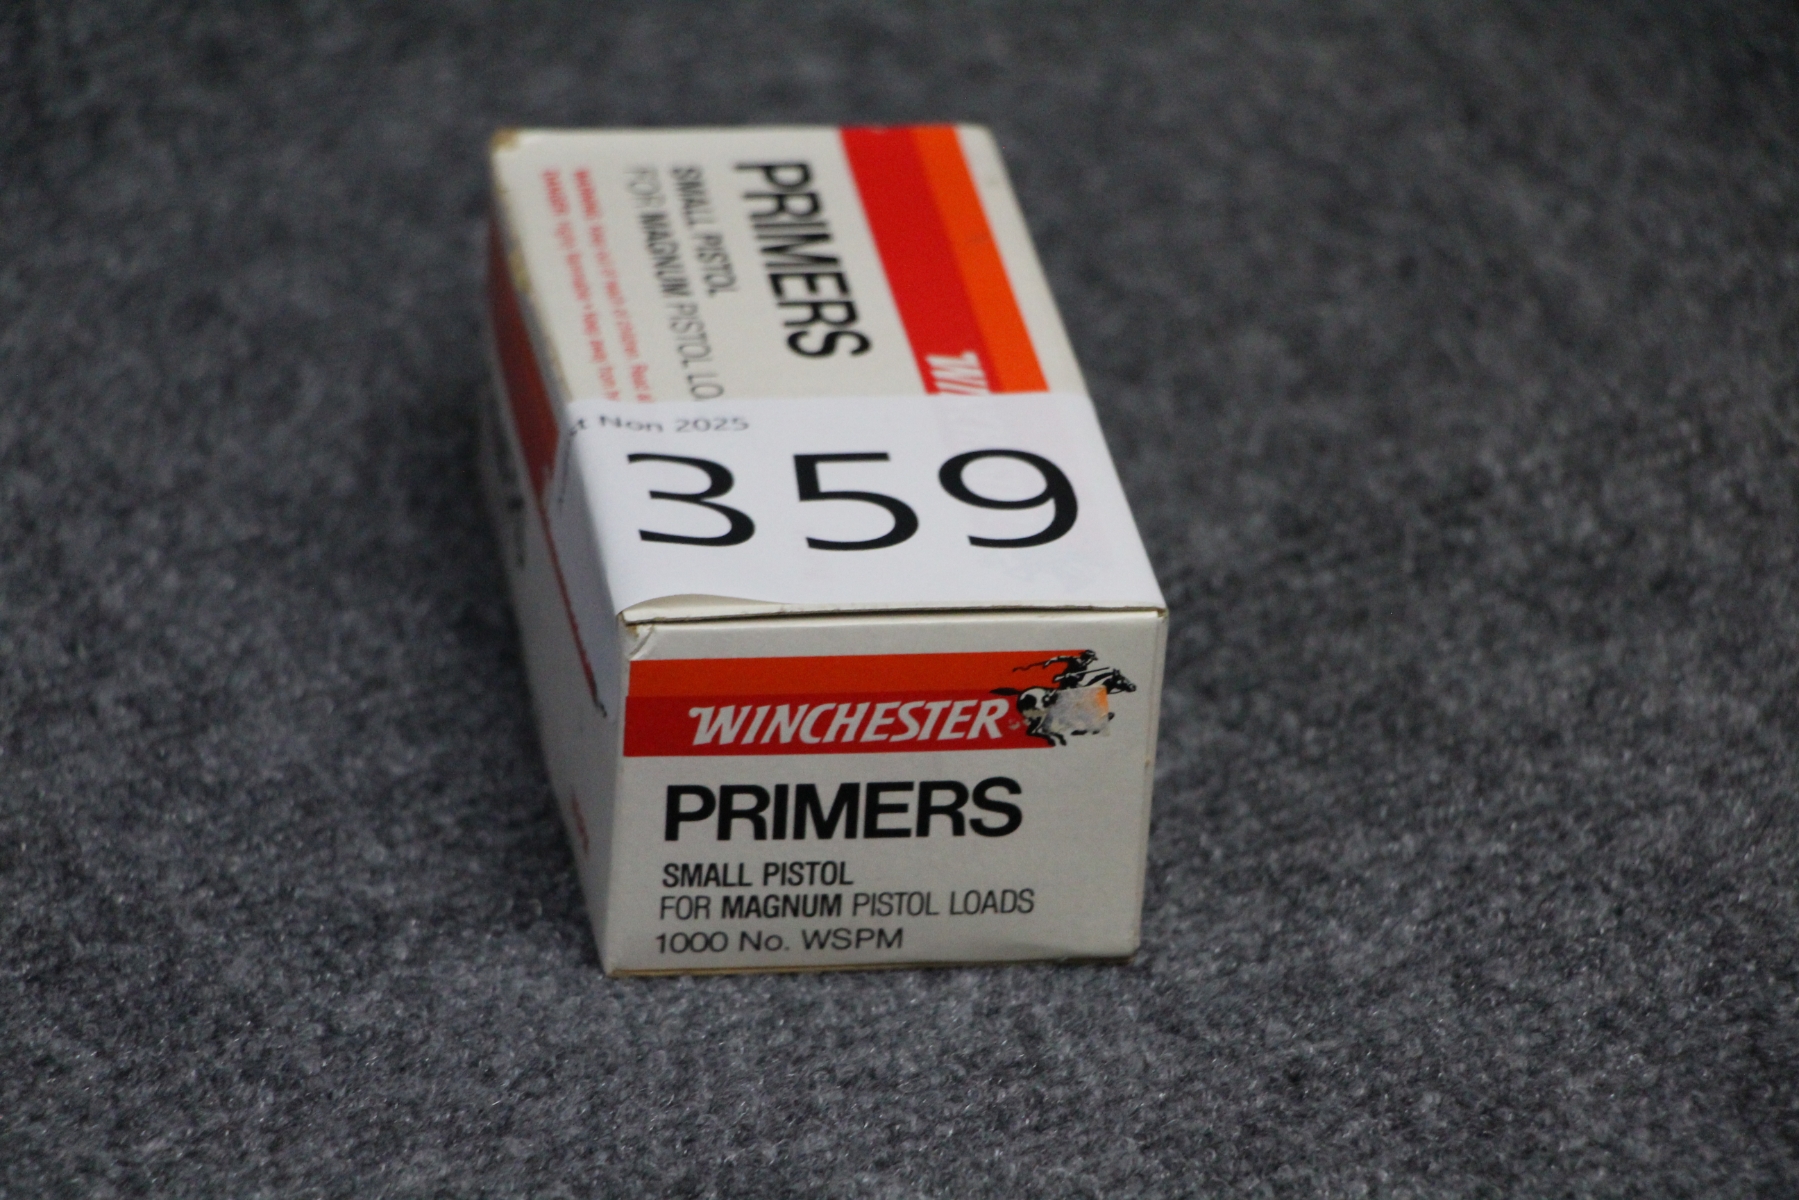 PRIMERS
SMALL PISTOL
FOR MAGNUM PISTOL LO
WI
Non 2025
359
WINCHESTER
PRIMERS
SMALL PISTOL
FOR MAGNUM PISTOL LOADS
1000 No. WSPM